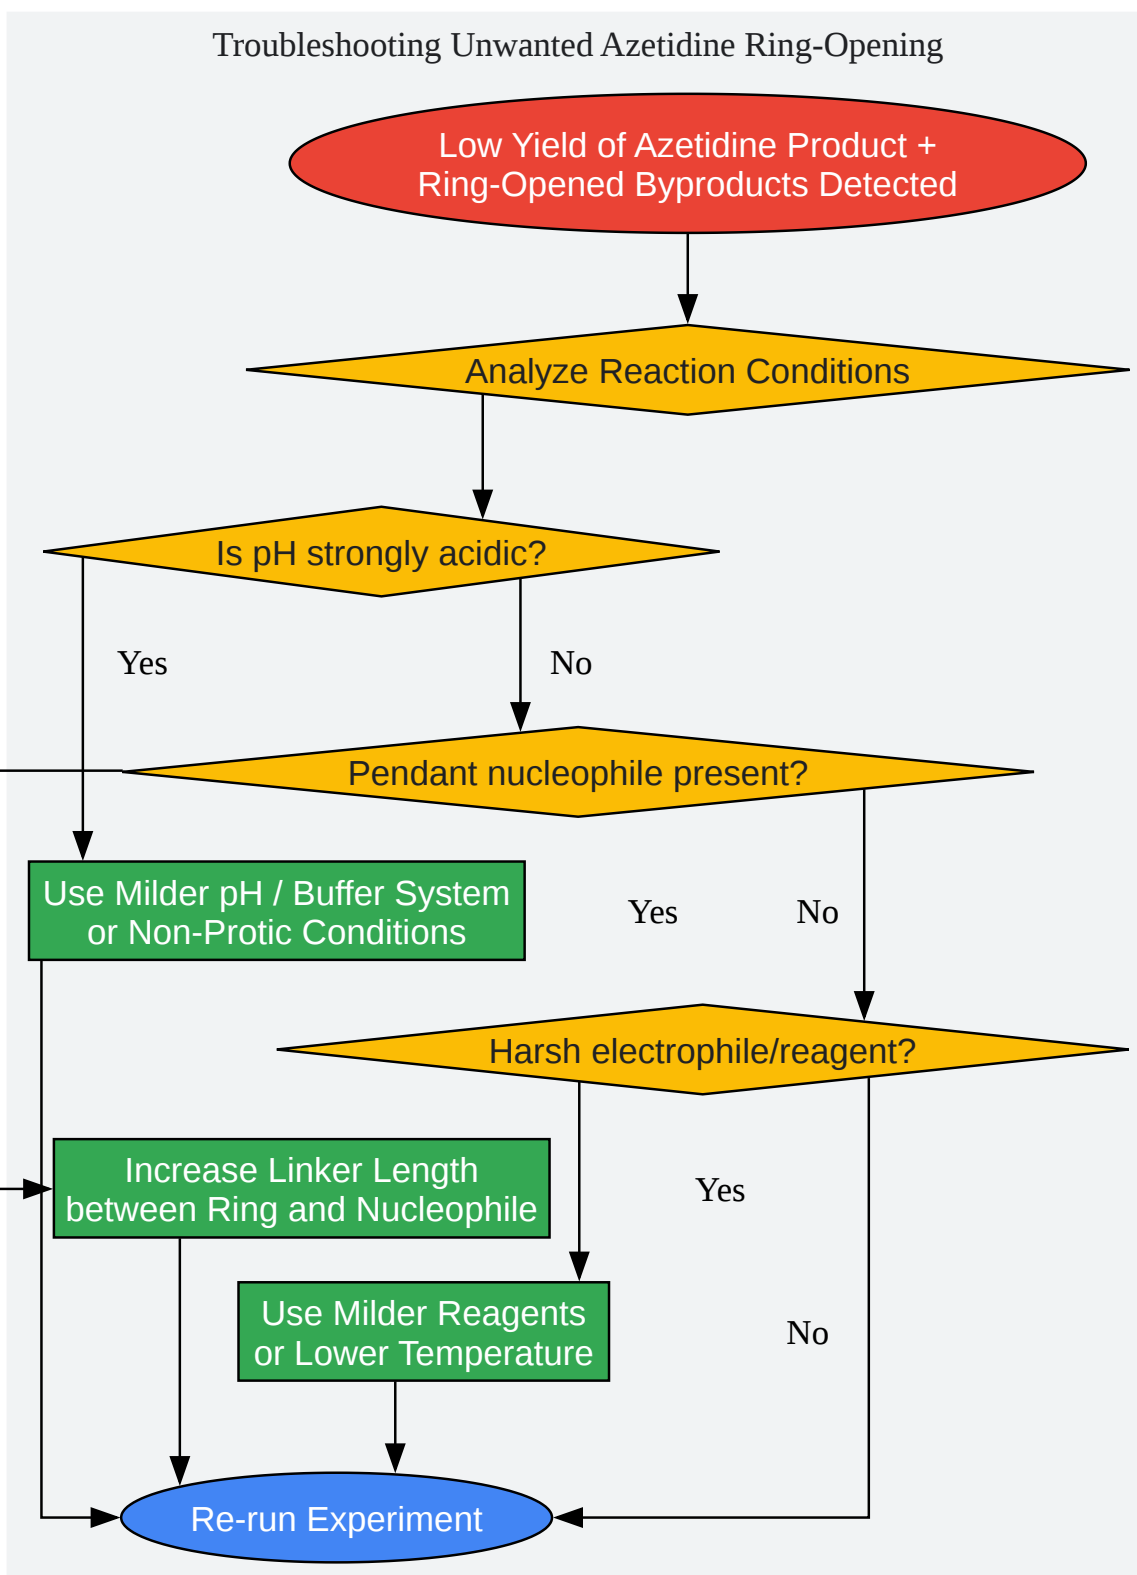 Troubleshooting Unwanted Azetidine Ring-Opening
Low Yield of Azetidine Product +
Ring-Opened Byproducts Detected
Analyze Reaction Conditions
Is pH strongly acidic?
Yes
No
Pendant nucleophile present?
Use Milder pH / Buffer System
or Non-Protic Conditions
Yes
No
Harsh electrophile/reagent?
Increase Linker Length
between Ring and Nucleophile
Yes
Use Milder Reagents
or Lower Temperature
No
Re-run Experiment